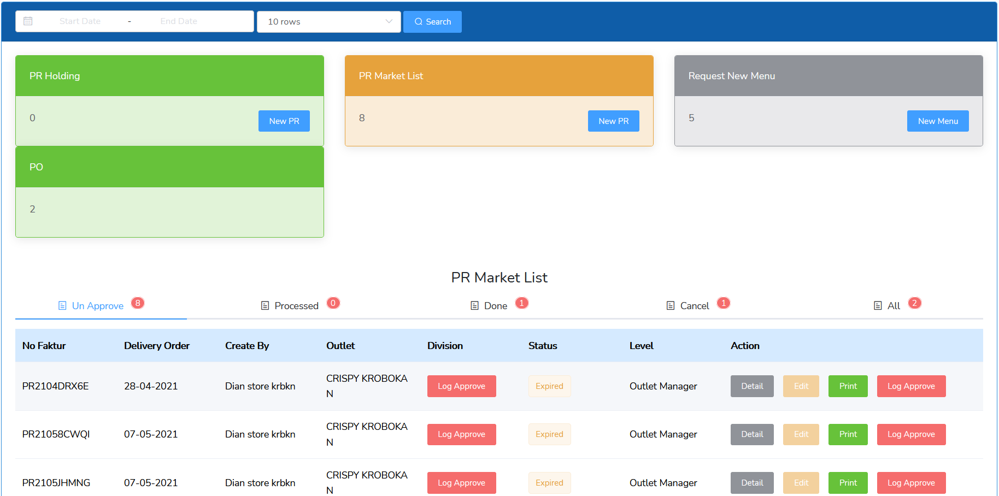 Start Date - End Date 10 rows Search
PR Holding PR Market List Request New Menu
0 New PR 8 New PR 5 New Menu
PO
2
PR Market List
Un Approve 8 Processed 0 Done 1 Cancel 1 All 2
No Faktur Delivery Order Create By Outlet Division Status Level Action
PR2104DRX6E 28-04-2021 Dian store krbkn CRISPY KROBOKA
N Log Approve Expired Outlet Manager Detail Edit Print Log Approve
PR21058CWQI 07-05-2021 Dian store krbkn CRISPY KROBOKA
N Log Approve Expired Outlet Manager Detail Edit Print Log Approve
PR2105JHMNG 07-05-2021 Dian store krbkn CRISPY KROBOKA
N Log Approve Expired Outlet Manager Detail Edit Print Log Approve